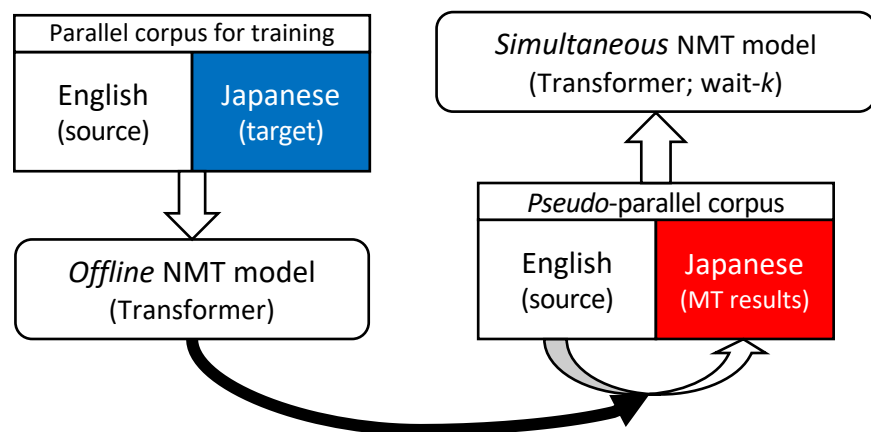 Parallel corpus for training
English
(source)
Japanese
(target)
Offline NMT model
(Transformer)
Simultaneous NMT model
(Transformer; wait-k)
Pseudo-parallel corpus
English
(source)
Japanese
(MT results)